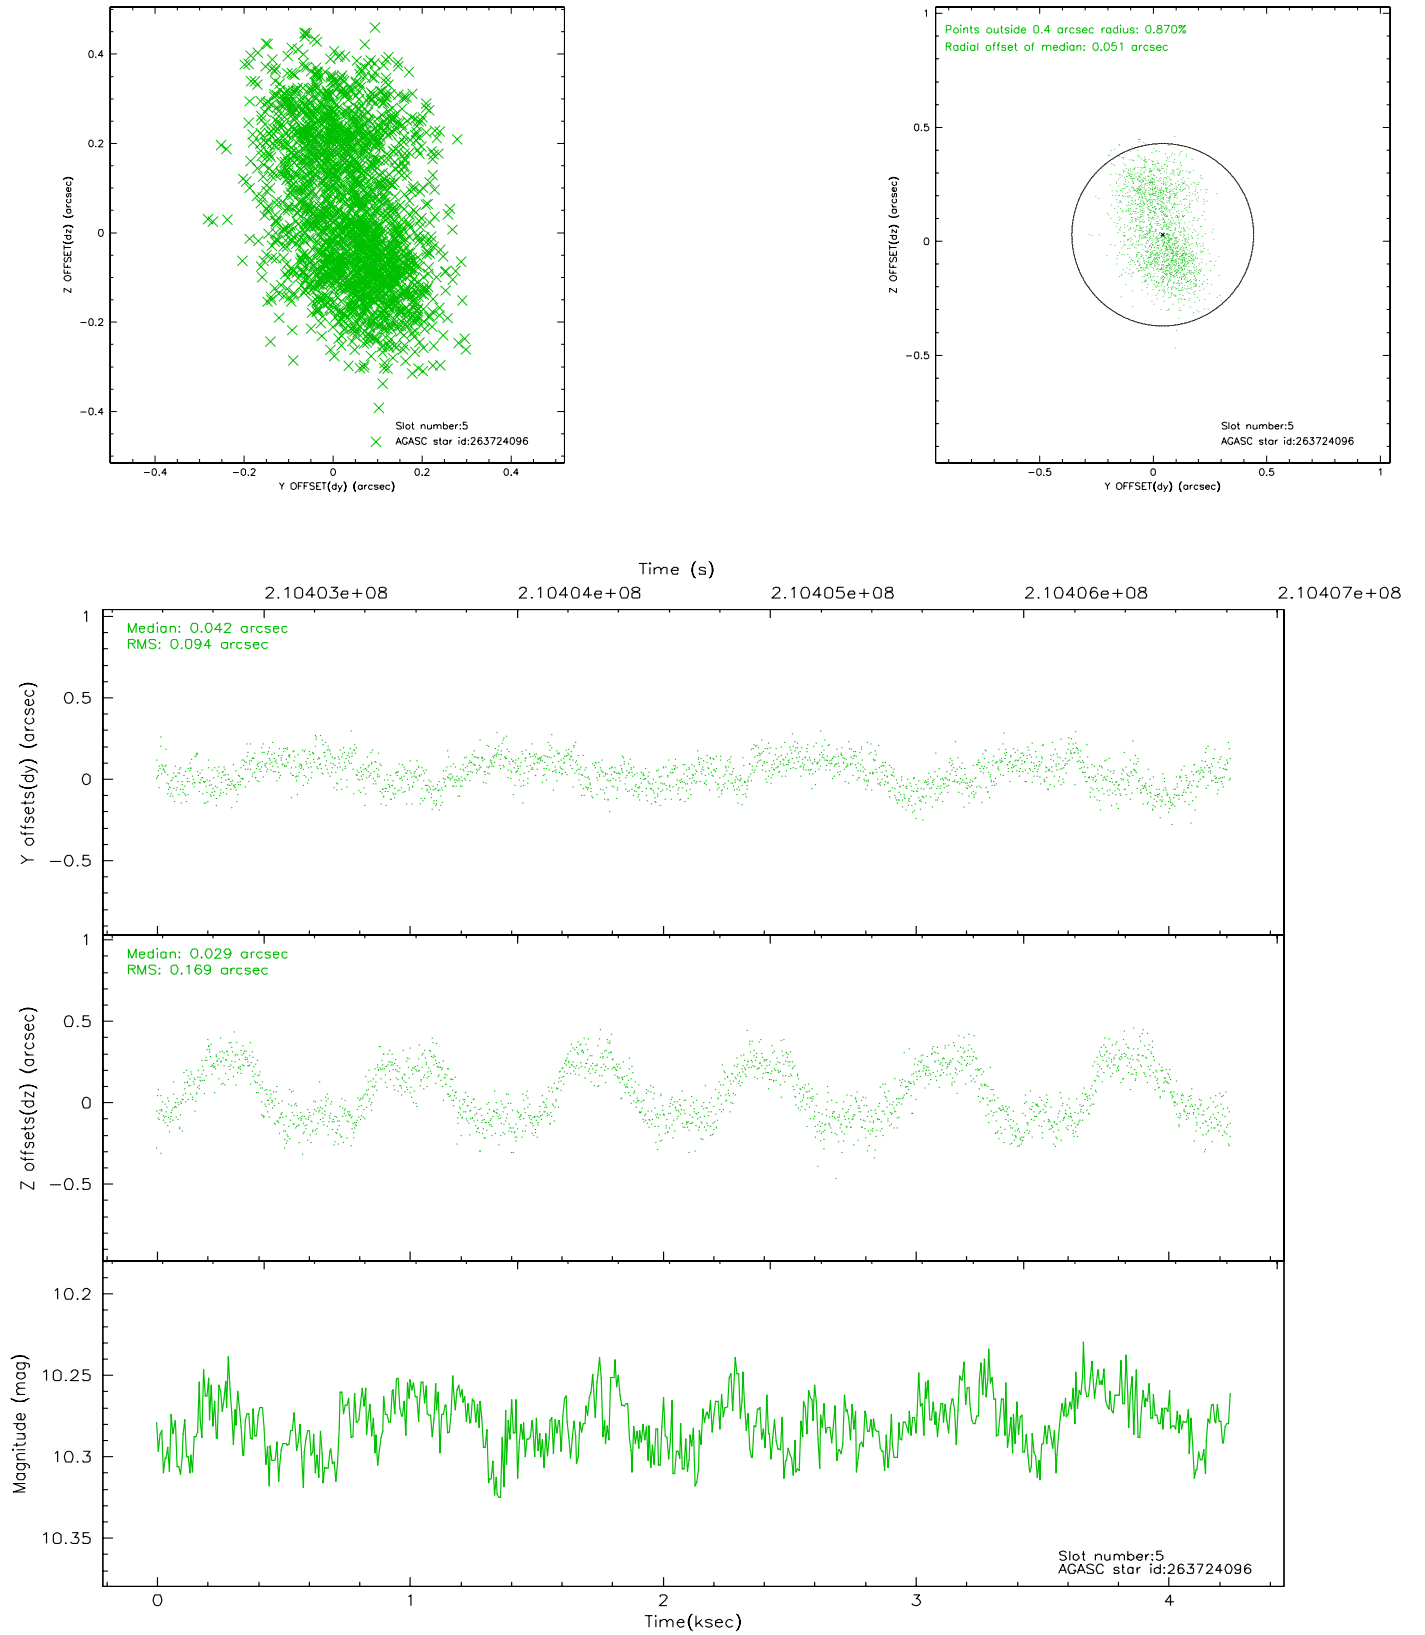 0.4
0.2
0
−0.2
−0.4
Z OFFSET(dz) (arcsec)
Slot number:5
AGASC star id:263724096
−0.4
−0.2
0
0.2
0.4
Y OFFSET(dy) (arcsec)
1
0.5
0
−0.5
Z OFFSET(dz) (arcsec)
Points outside 0.4 arcsec radius: 0.870%
Radial offset of median: 0.051 arcsec
Slot number:5
AGASC star id:263724096
−0.5
0
0.5
1
Y OFFSET(dy) (arcsec)
Time (s)
2.10403e+08
2.10404e+08
2.10405e+08
2.10406e+08
2.10407e+08
1
0.5
0
−0.5
Y offsets(dy) (arcsec)
Median: 0.042 arcsec
RMS: 0.094 arcsec
1
0.5
0
−0.5
Z offsets(dz) (arcsec)
Median: 0.029 arcsec
RMS: 0.169 arcsec
10.2
10.25
10.3
10.35
Magnitude (mag)
Slot number:5
AGASC star id:263724096
0
1
2
3
4
Time(ksec)